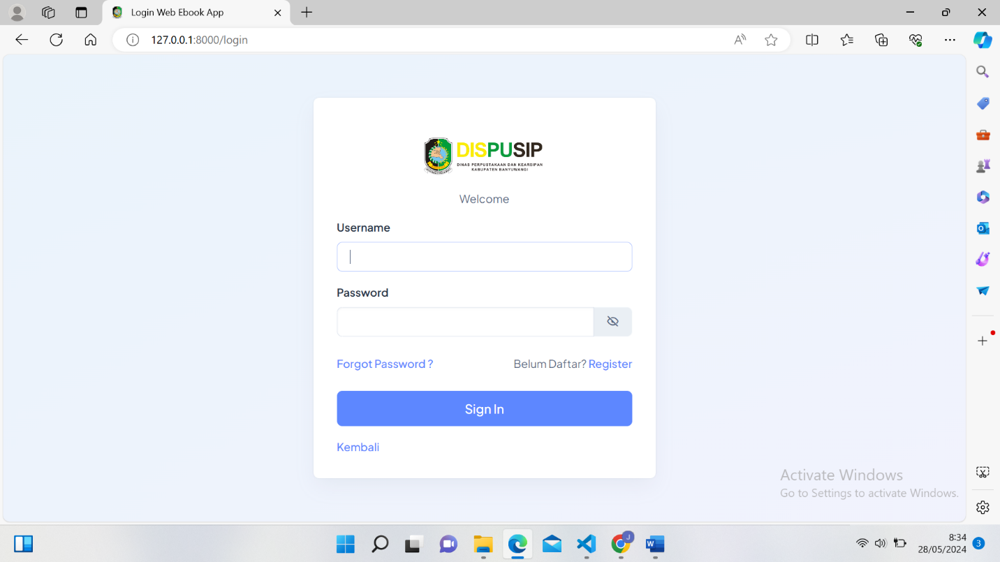 Login Web Ebook App
127.0.0.1:8000/login
DISPUSIP
DINAS PERPUSTAKAAN DAN KEARSIPAN
KABUPATEN BANYUWANGI
Welcome
Username
Password
Forgot Password ?
Belum Daftar? Register
Sign In
Kembali
Activate Windows
Go to Settings to activate Windows.
J
8:34
28/05/2024
3